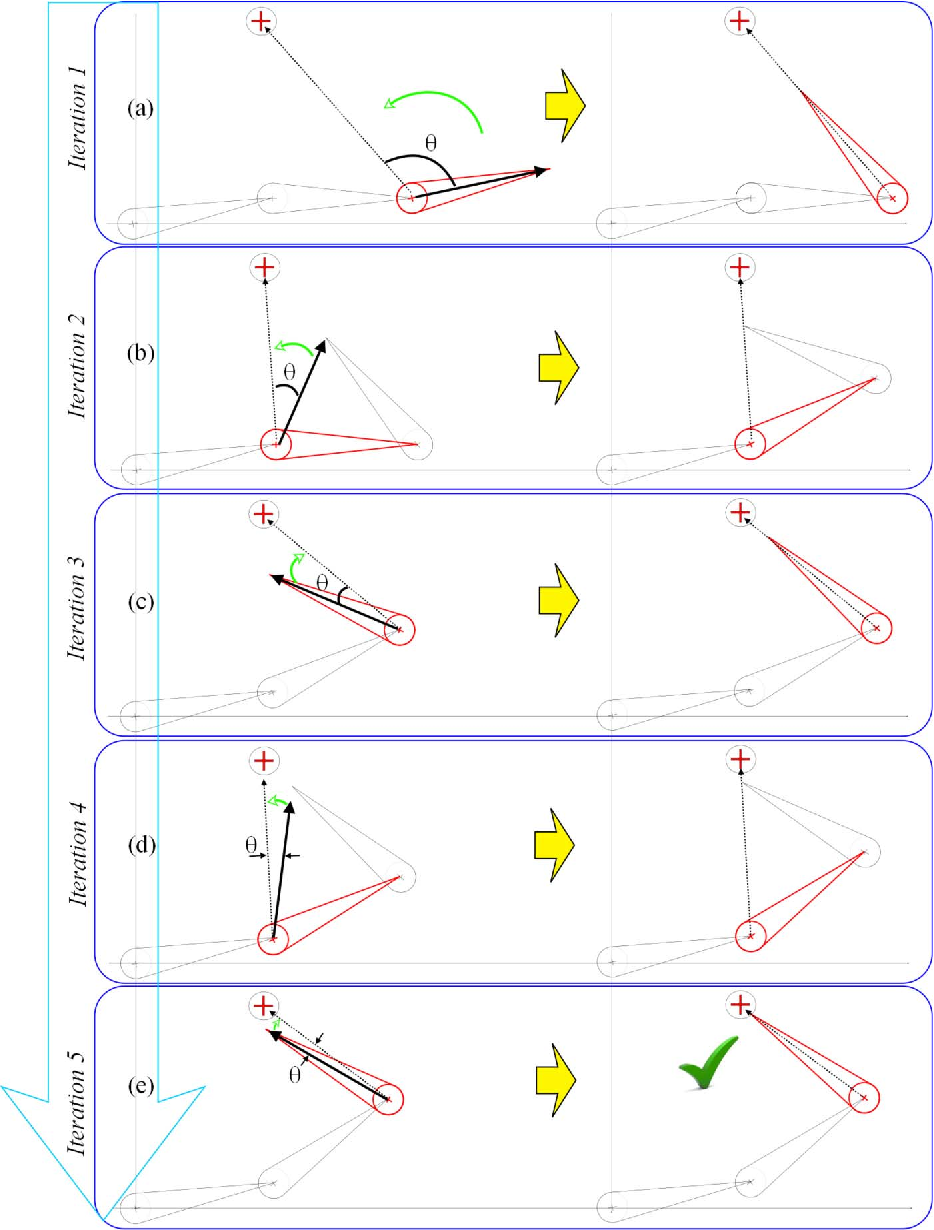 Iteration 1
(a)
θ
Iteration 2
(b)
θ
Iteration 3
(c)
θ
Iteration 4
(d)
θ
Iteration 5
(e)
θ